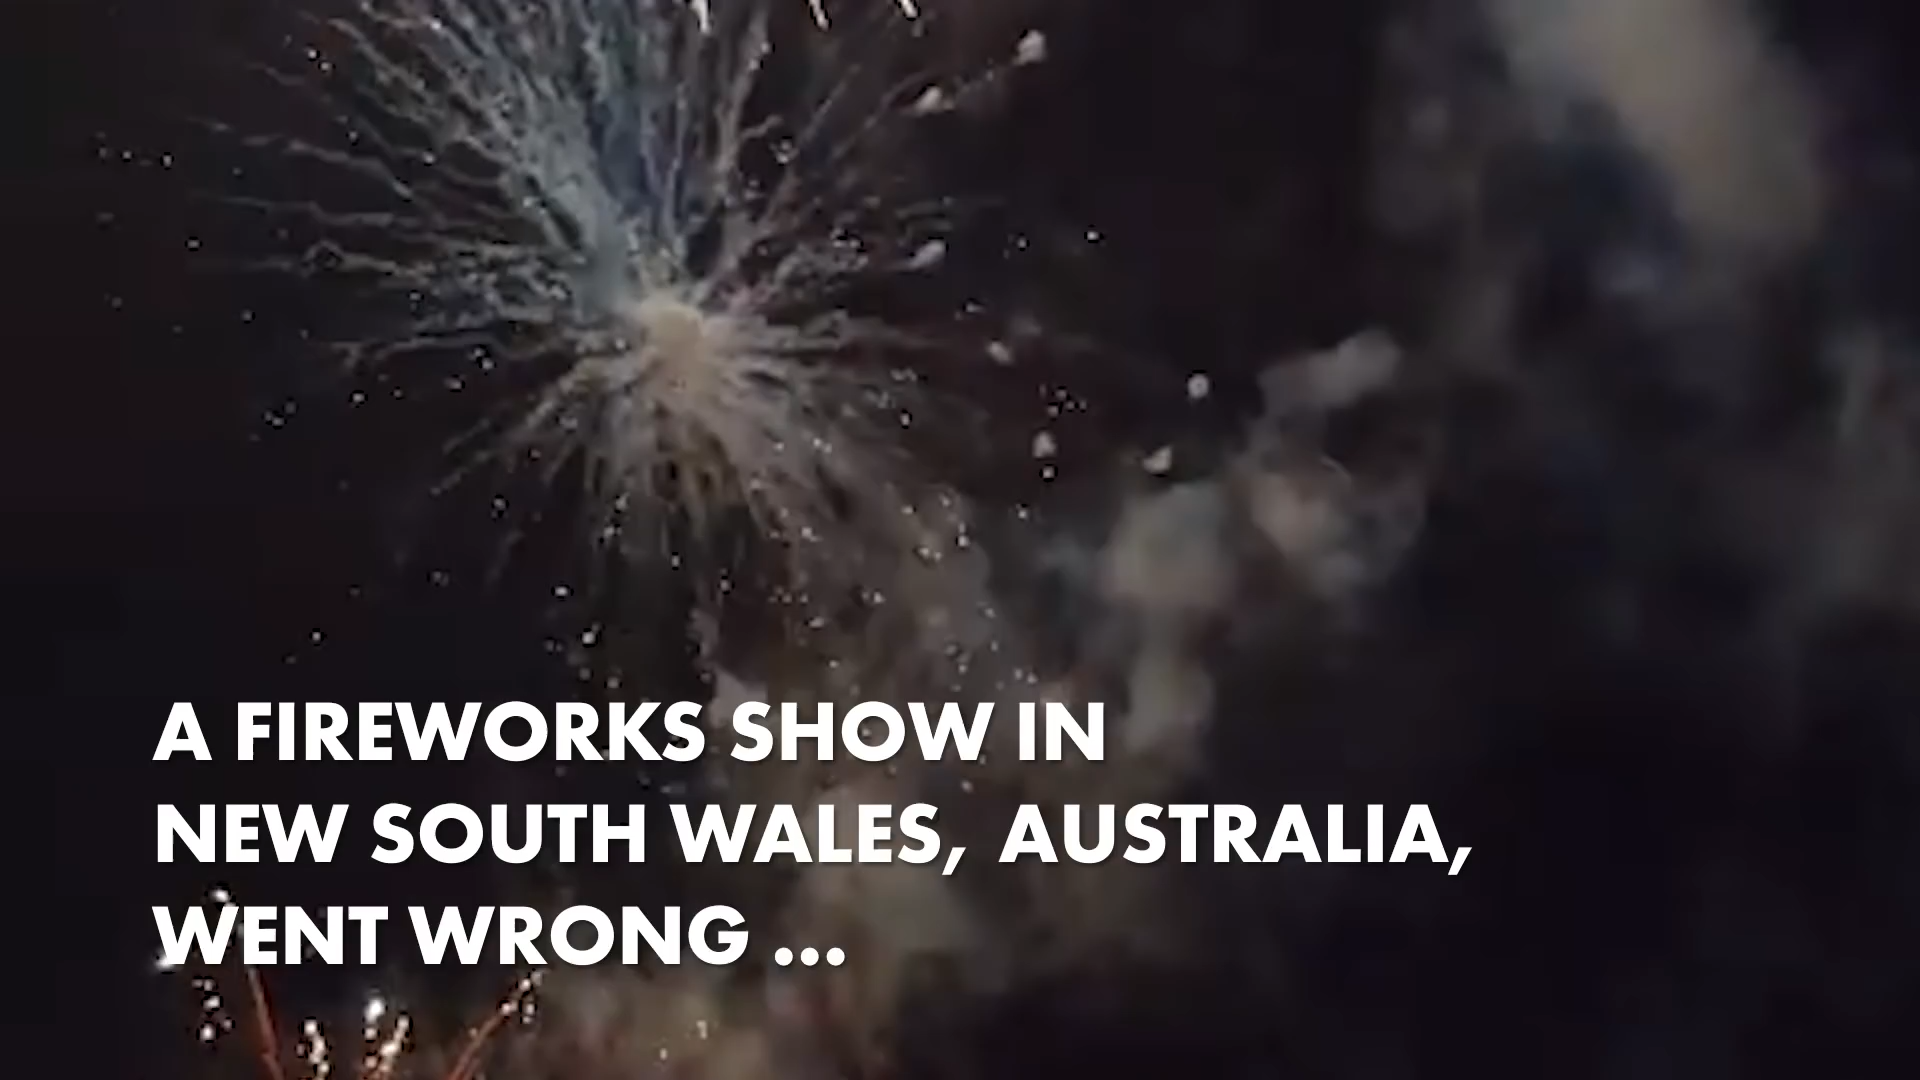 A FIREWORKS SHOW IN
NEW SOUTH WALES, AUSTRALIA,
WENT WRONG ...